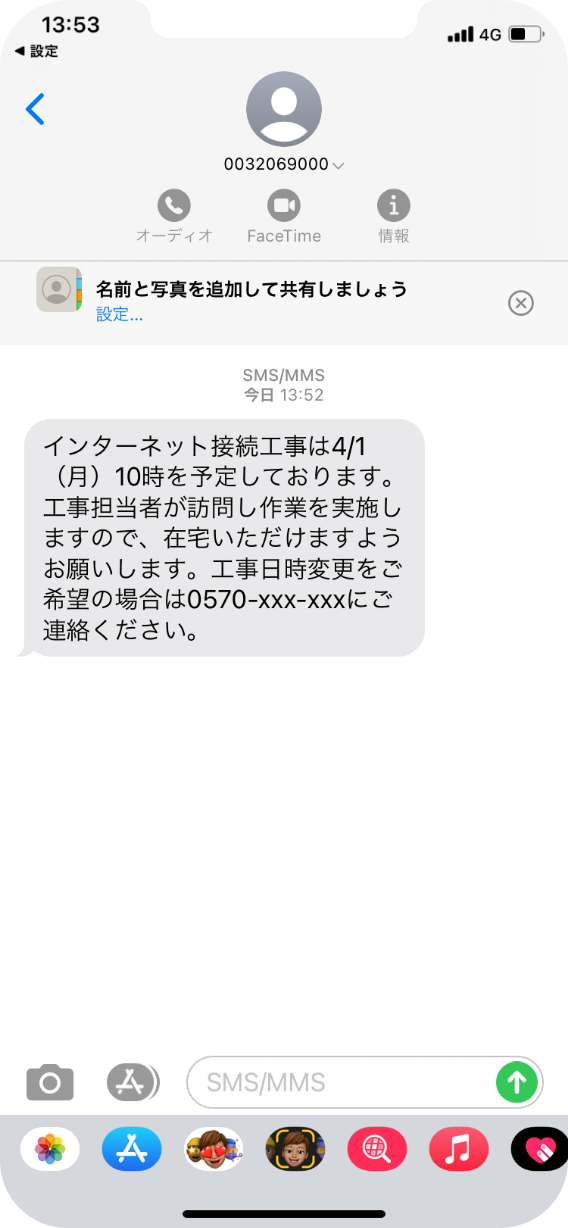 13:53
4G
◀ 設定
0032069000
オーディオ
FaceTime
情報
名前と写真を追加して共有しましょう
設定...
SMS/MMS
今日 13:52
インターネット接続工事は4/1
（月）10時を予定しております。
工事担当者が訪問し作業を実施し
ますので、在宅いただけますよう
お願いします。工事日時変更をご
希望の場合は0570-xxx-xxxにご
連絡ください。
SMS/MMS